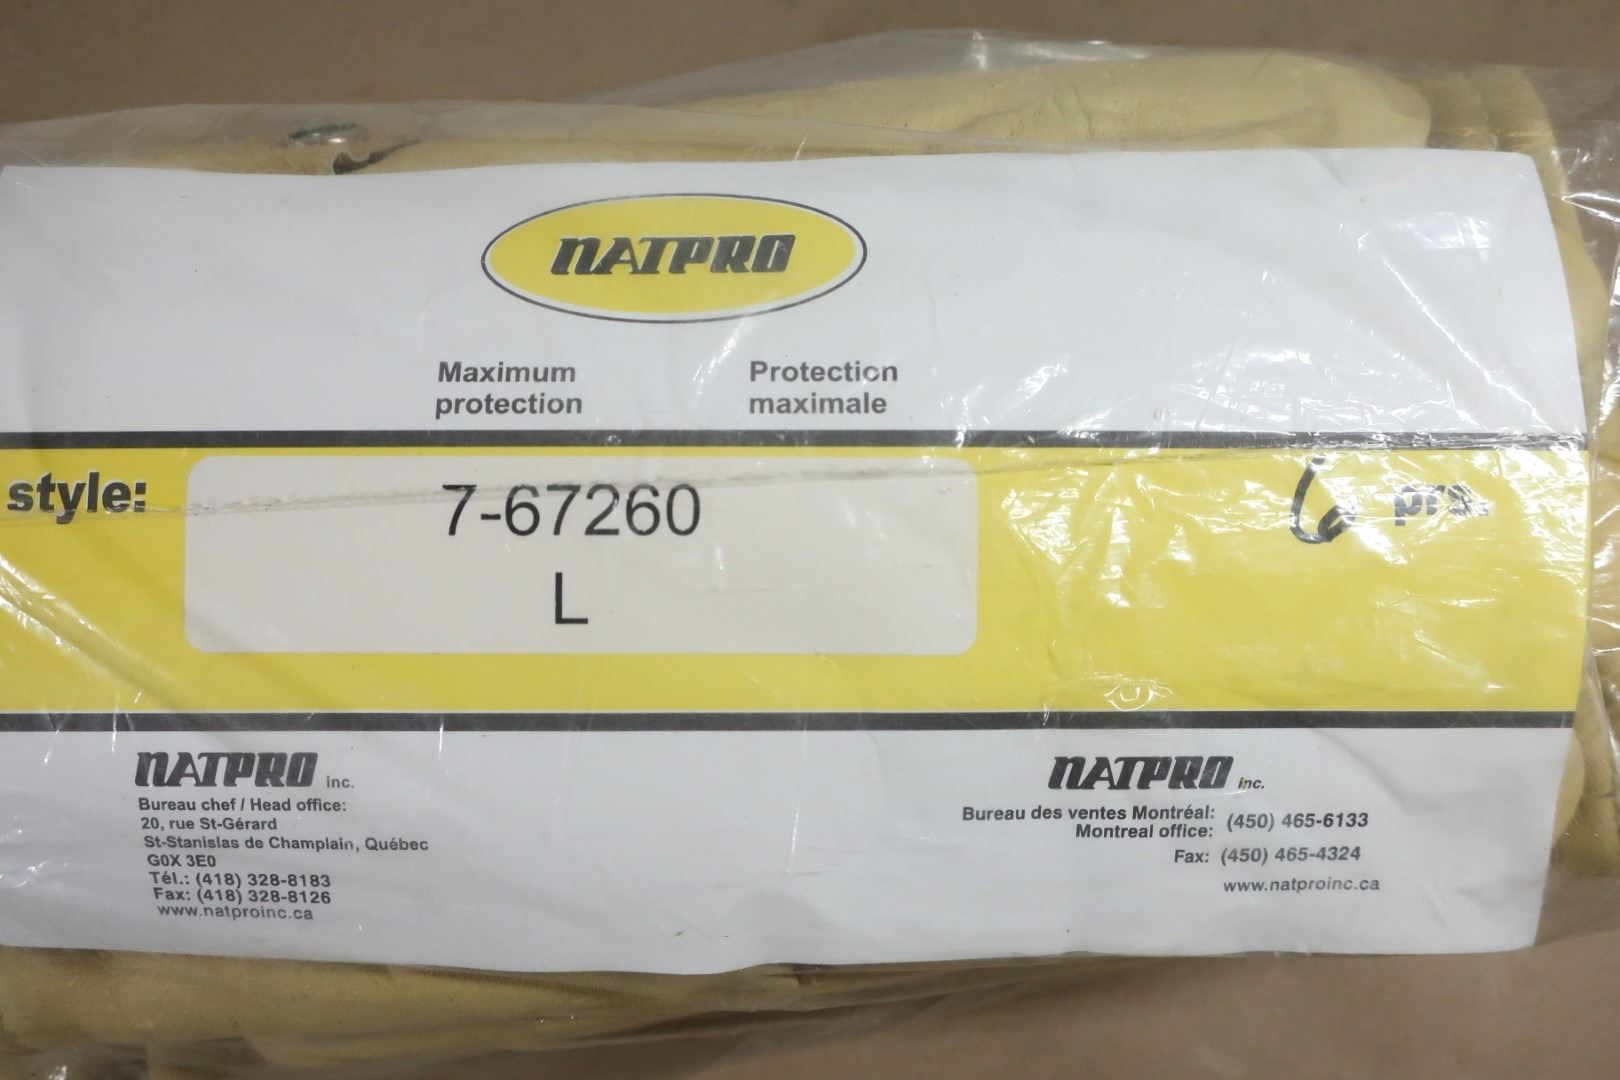 NATPRO
Maximum protection
Protection maximale
style:
7-67260
L
6 prs.
NATPRO inc.
Bureau chef / Head office:
20, rue St-Gérard
St-Stanislas de Champlain, Québec
G0X 3E0
Tél.: (418) 328-8183
Fax: (418) 328-8126
www.natproinc.ca
NATPRO inc.
Bureau des ventes Montréal:
Montreal office: (450) 465-6133
Fax: (450) 465-4324
www.natproinc.ca